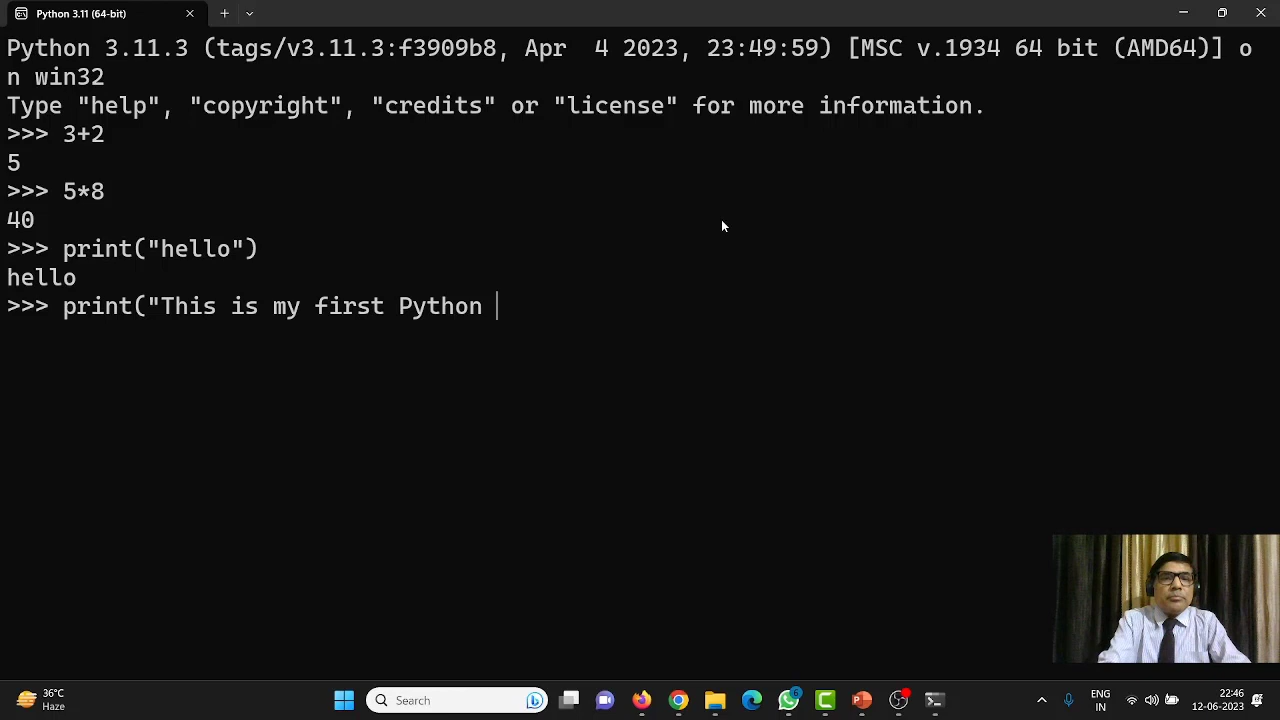 Python 3.11 (64-bit)
Python 3.11.3 (tags/v3.11.3:f3909b8, Apr  4 2023, 23:49:59) [MSC v.1934 64 bit (AMD64)] o
n win32
Type "help", "copyright", "credits" or "license" for more information.
>>> 3+2
5
>>> 5*8
40
>>> print("hello")
hello
>>> print("This is my first Python
36°C
Haze
Search
6
ENG
IN
22:46
12-06-2023